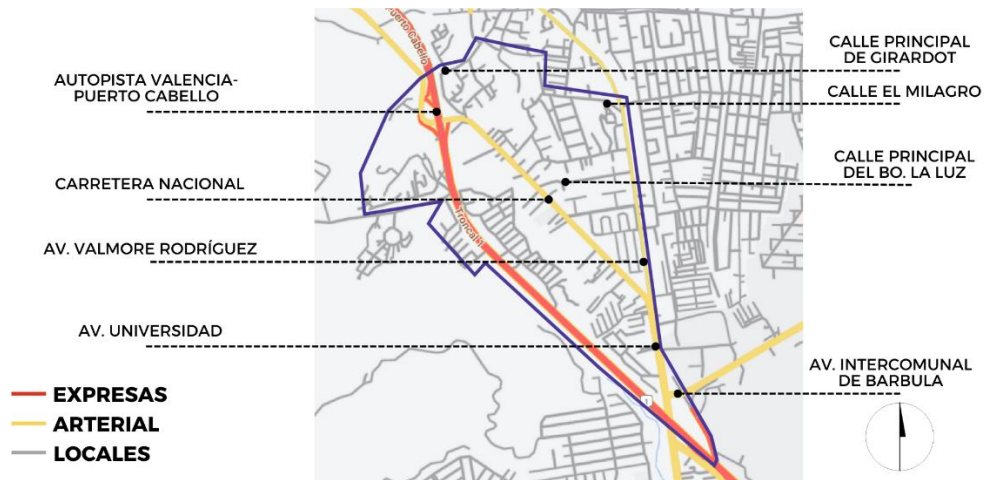 AUTOPISTA VALENCIA-
PUERTO CABELLO
CARRETERA NACIONAL
AV. VALMORE RODRÍGUEZ
AV. UNIVERSIDAD
EXPRESAS
ARTERIAL
LOCALES
Puerto Cabello
Troncal 1
1
CALLE PRINCIPAL
DE GIRARDOT
CALLE EL MILAGRO
CALLE PRINCIPAL
DEL BO. LA LUZ
AV. INTERCOMUNAL
DE BARBULA